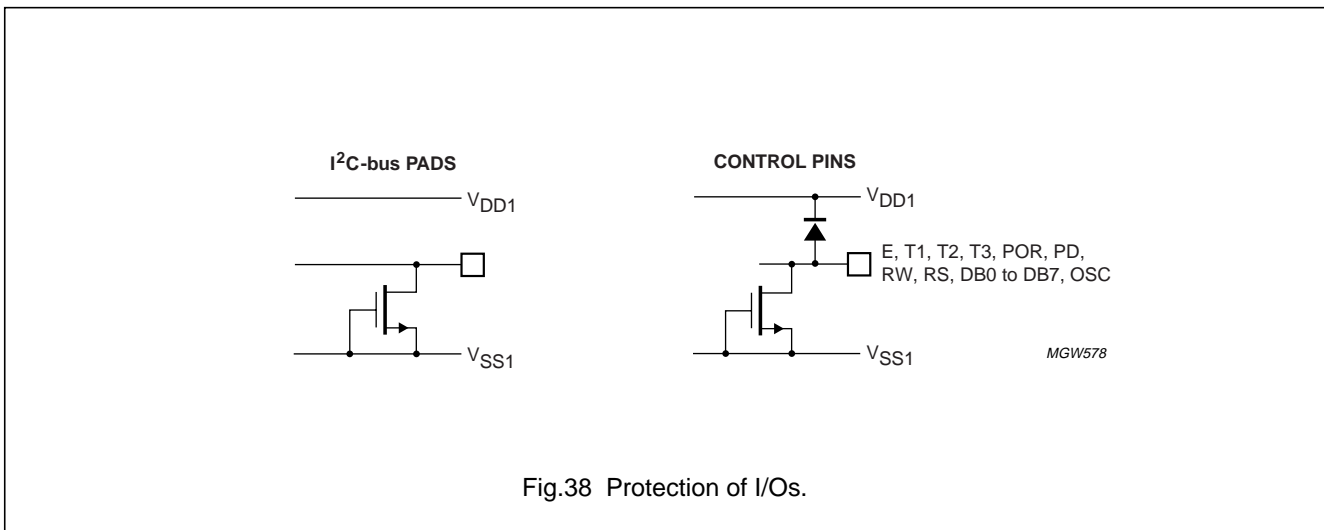 I²C-bus PADS
VDD1
VSS1
CONTROL PINS
VDD1
E, T1, T2, T3, POR, PD,
RW, RS, DB0 to DB7, OSC
VSS1
MGW578
Fig.38 Protection of I/Os.